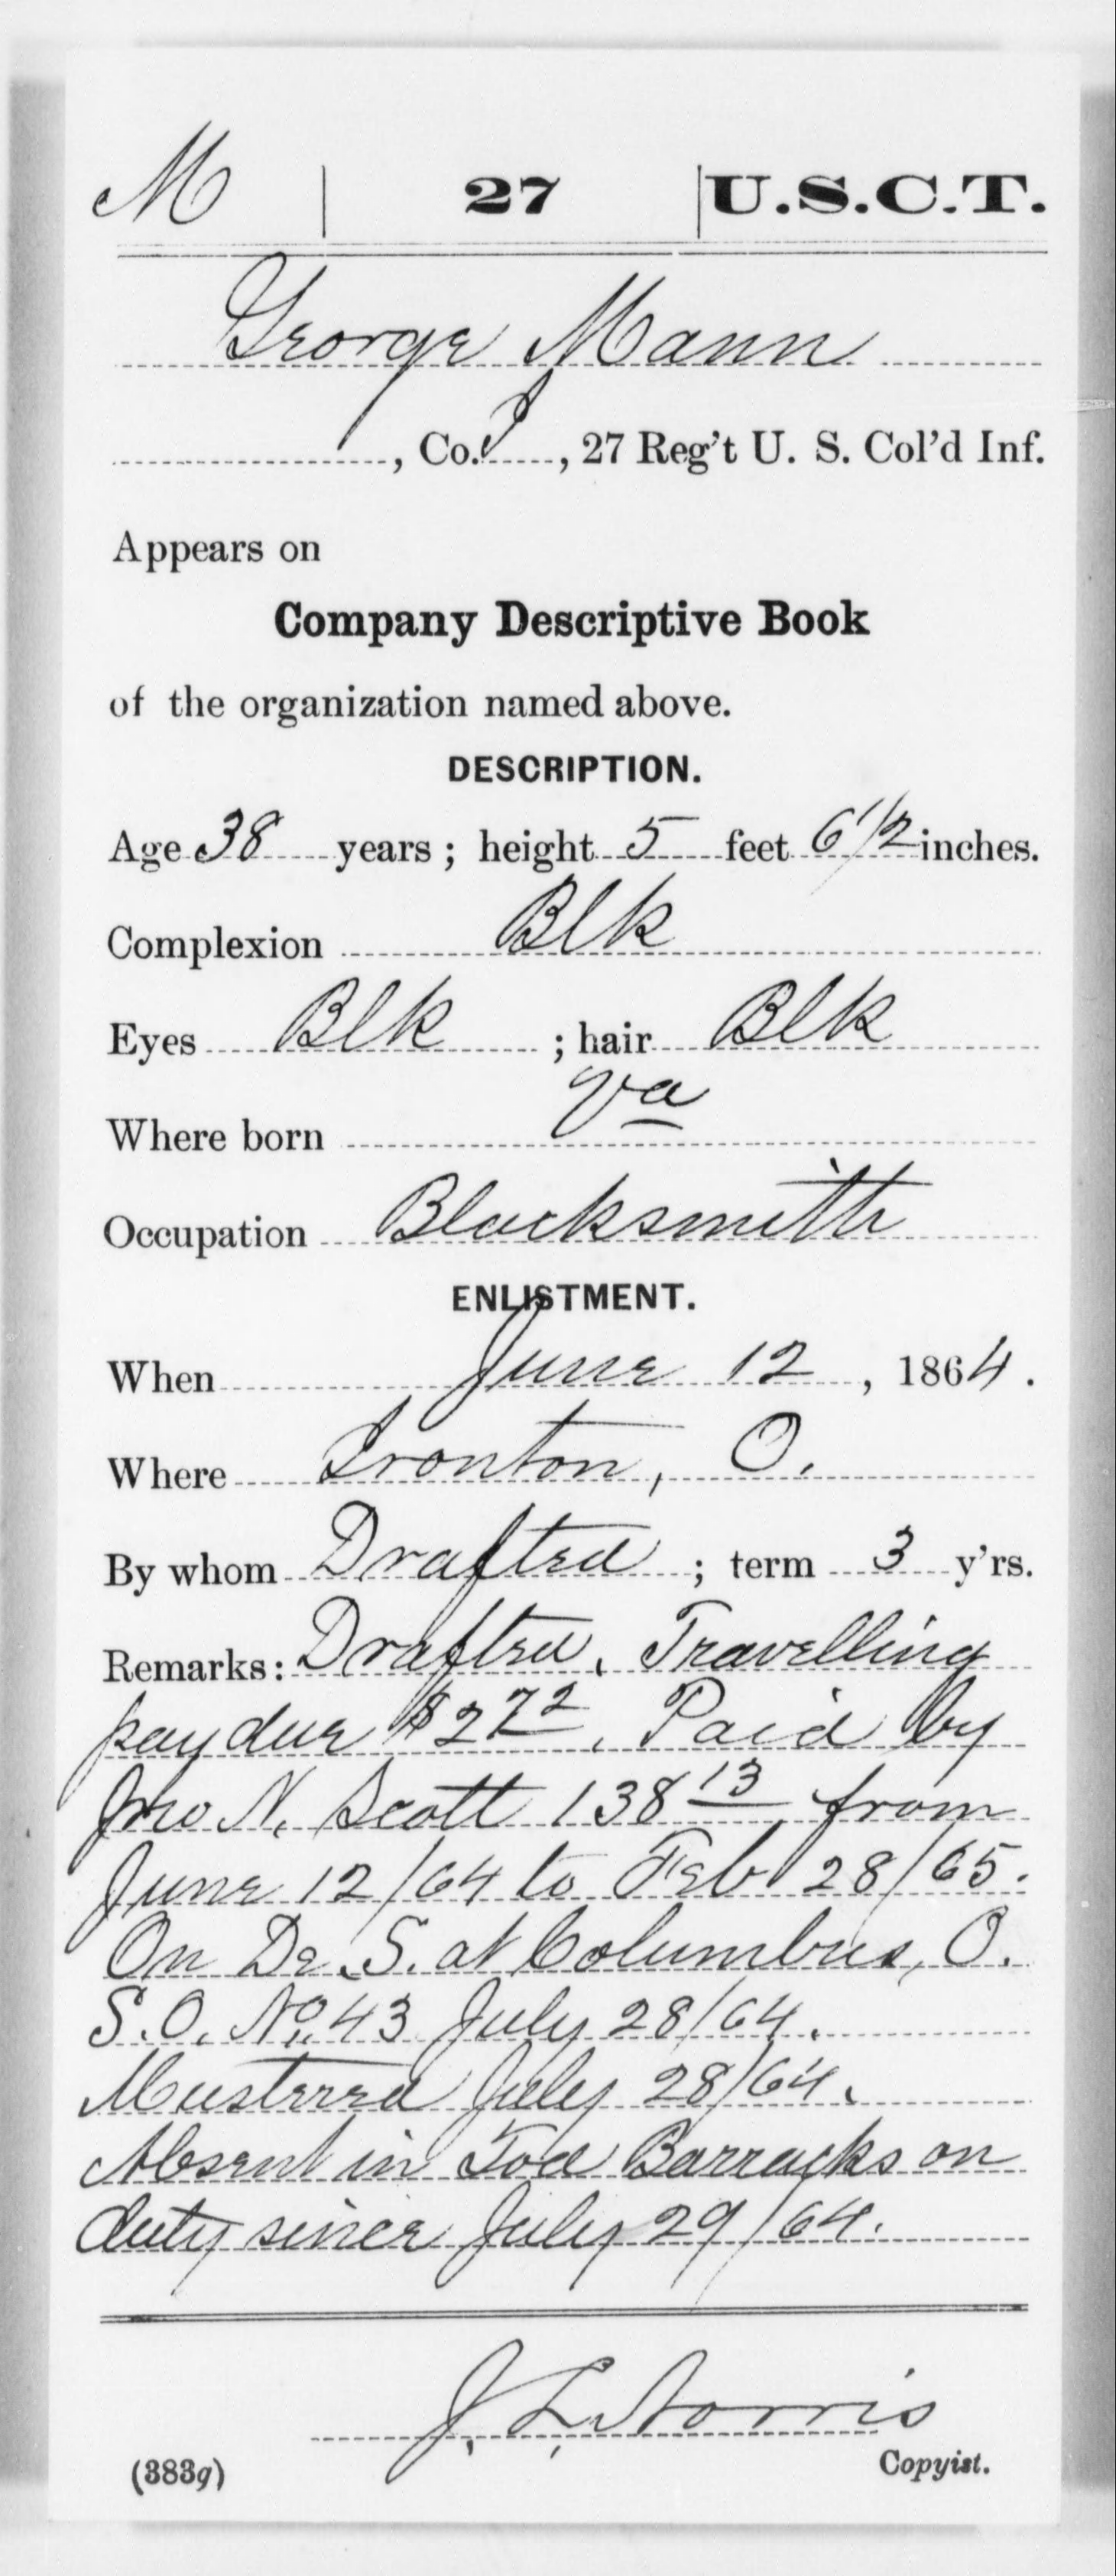 M | 27 | U.S.C.T.
George Mann
, Co. I, 27 Reg't U. S. Col'd Inf.
Appears on
Company Descriptive Book
of the organization named above.
DESCRIPTION.
Age 38 years; height 5 feet 6 1/2 inches.
Complexion Blk
Eyes Blk ; hair Blk
Where born Va
Occupation Blacksmith
ENLISTMENT.
When June 12, 1864.
Where Ironton, O.
By whom Drafted ; term 3 y'rs.
Remarks: Drafted. Travelling
pay due $2 72. Paid by
Jno N. Scott 138 13 from
June 12/64 to Feb 28/65.
On De. S. at Columbus, O.
S.O. No. 43 July 28/64.
Mustered July 28/64.
Absent in Tod Barracks on
duty since July 29/64.
J. L. Norris
(383g) Copyist.